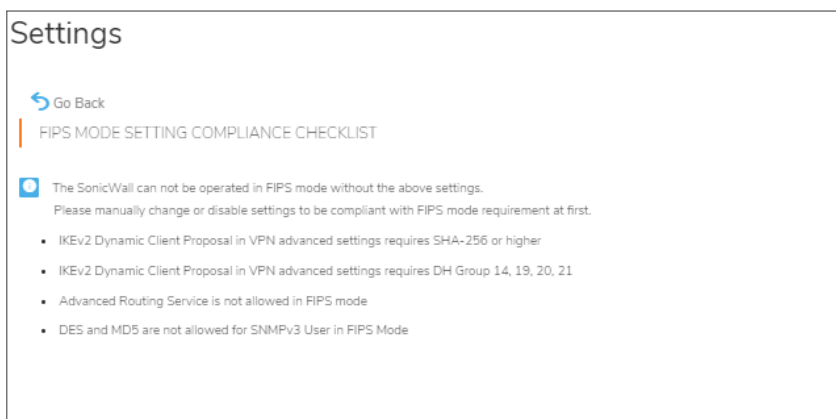 Settings
Go Back
FIPS MODE SETTING COMPLIANCE CHECKLIST
The SonicWall can not be operated in FIPS mode without the above settings.
Please manually change or disable settings to be compliant with FIPS mode requirement at first.
• IKEv2 Dynamic Client Proposal in VPN advanced settings requires SHA-256 or higher
• IKEv2 Dynamic Client Proposal in VPN advanced settings requires DH Group 14, 19, 20, 21
• Advanced Routing Service is not allowed in FIPS mode
• DES and MD5 are not allowed for SNMPv3 User in FIPS Mode